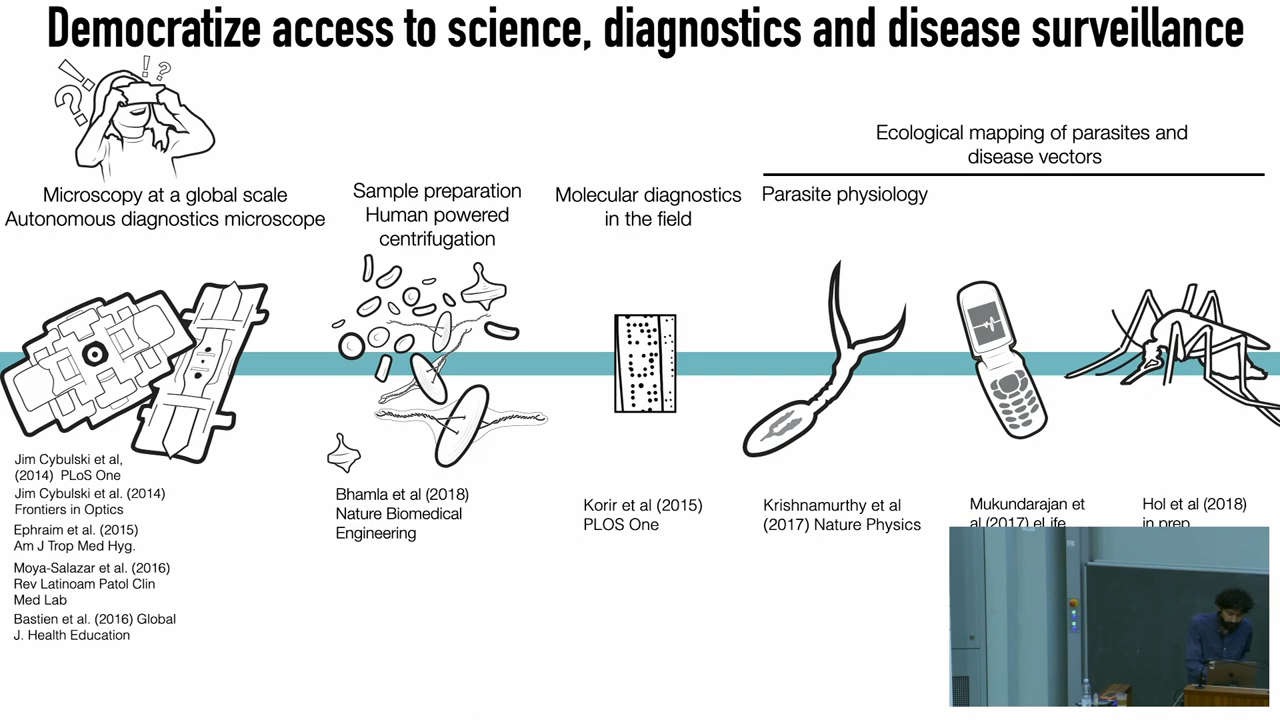 Democratize access to science, diagnostics and disease surveillance
! ? ! ?
Microscopy at a global scale
Autonomous diagnostics microscope
Sample preparation
Human powered
centrifugation
Molecular diagnostics
in the field
Ecological mapping of parasites and
disease vectors
Parasite physiology
Jim Cybulski et al,
(2014) PLoS One
Jim Cybulski et al. (2014)
Frontiers in Optics
Ephraim et al. (2015)
Am J Trop Med Hyg.
Moya-Salazar et al. (2016)
Rev Latinoam Patol Clin
Med Lab
Bastien et al. (2016) Global
J. Health Education
Bhamla et al (2018)
Nature Biomedical
Engineering
Korir et al (2015)
PLOS One
Krishnamurthy et al
(2017) Nature Physics
Mukundarajan et
al (2017) eLife
Hol et al (2018)
in prep